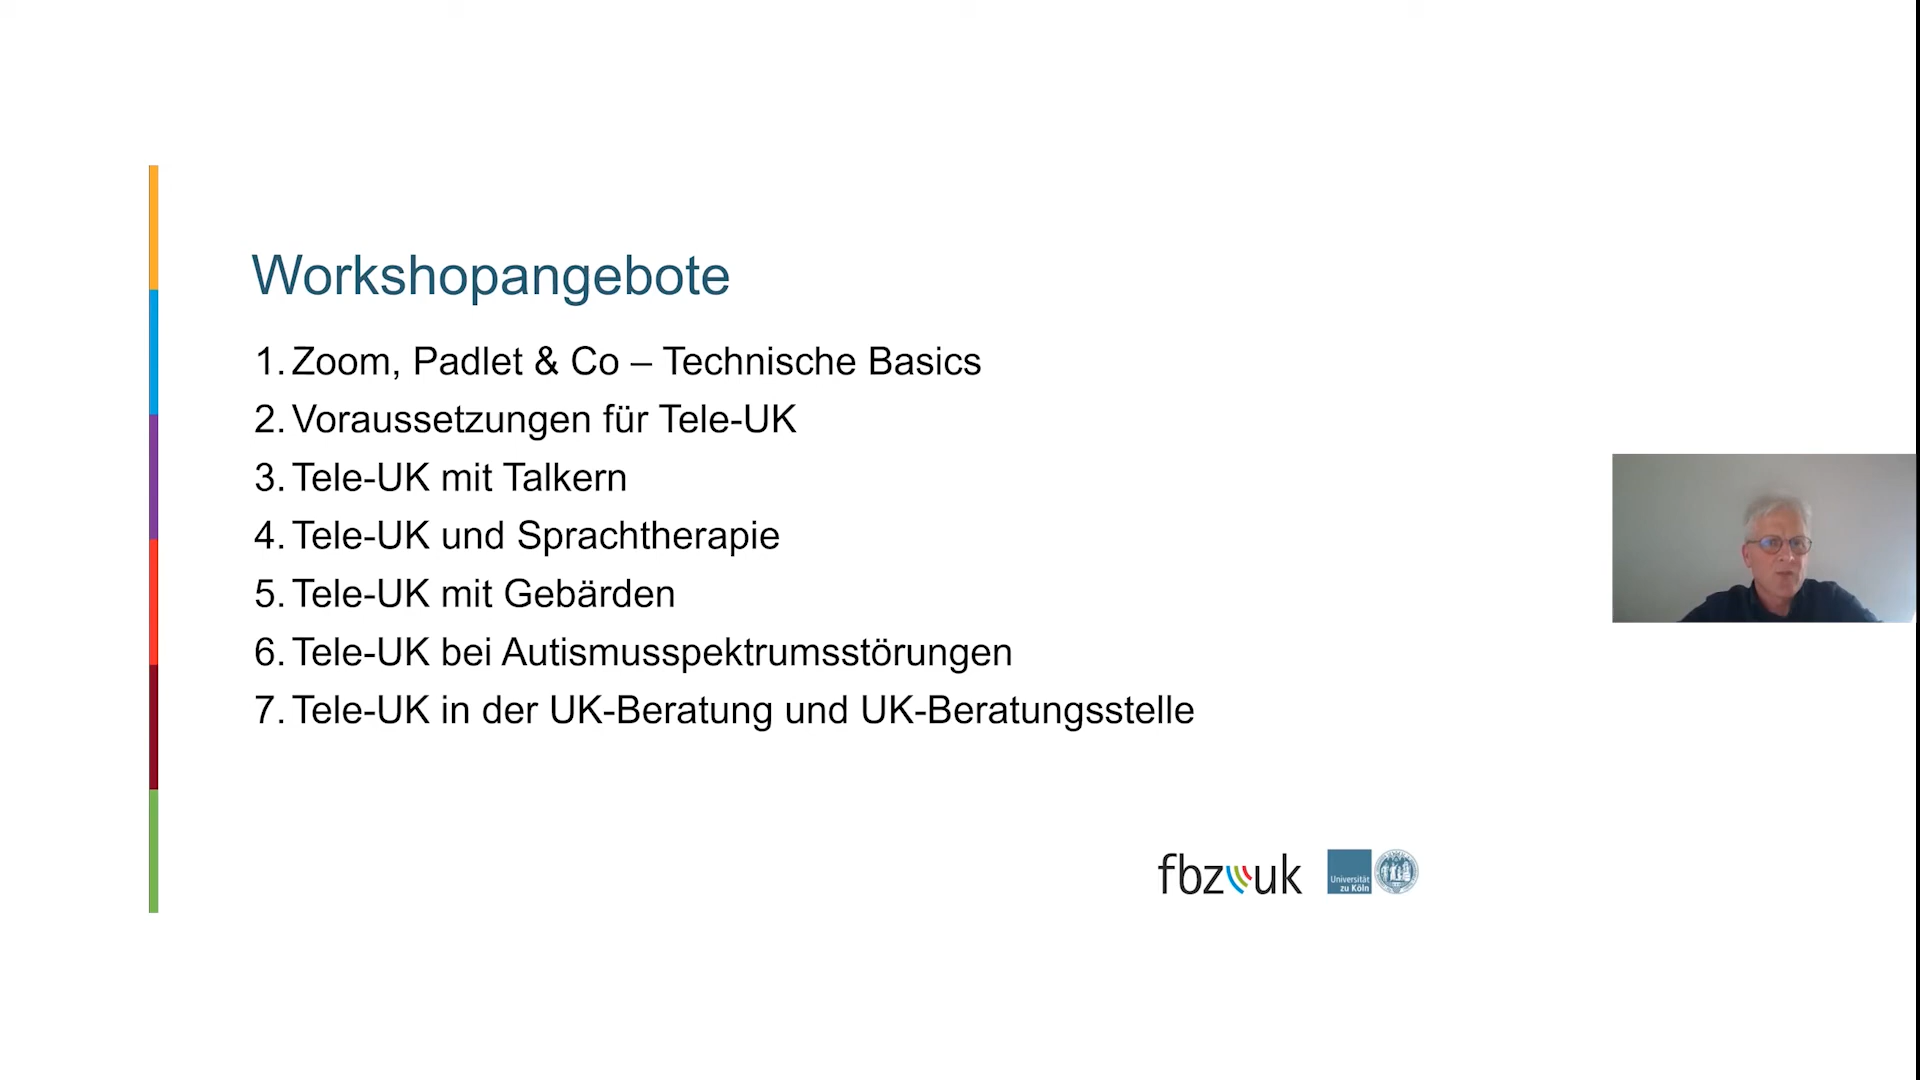 Workshopangebote
1. Zoom, Padlet & Co – Technische Basics
2. Voraussetzungen für Tele-UK
3. Tele-UK mit Talkern
4. Tele-UK und Sprachtherapie
5. Tele-UK mit Gebärden
6. Tele-UK bei Autismusspektrumsstörungen
7. Tele-UK in der UK-Beratung und UK-Beratungsstelle
fbz uk
Universität
zu Köln